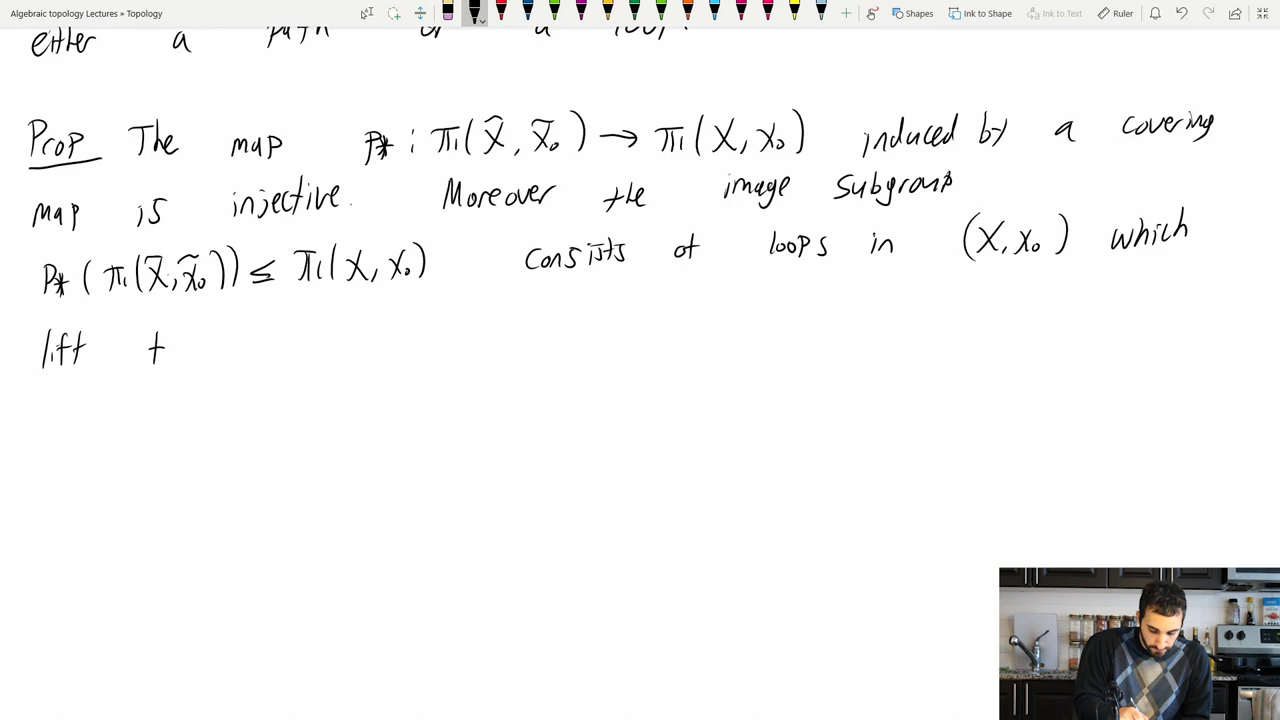 Algebraic topology Lectures » Topology
Shapes
Ink to Shape
Ink to Text
Ruler
either a path or a loop.
Prop The map p* : π1(X̃, x̃0) → π1(X, x0) induced by a covering
map is injective. Moreover the image subgroup
p*(π1(X̃, x̃0)) ≤ π1(X, x0) consists of loops in (X, x0) which
lift t